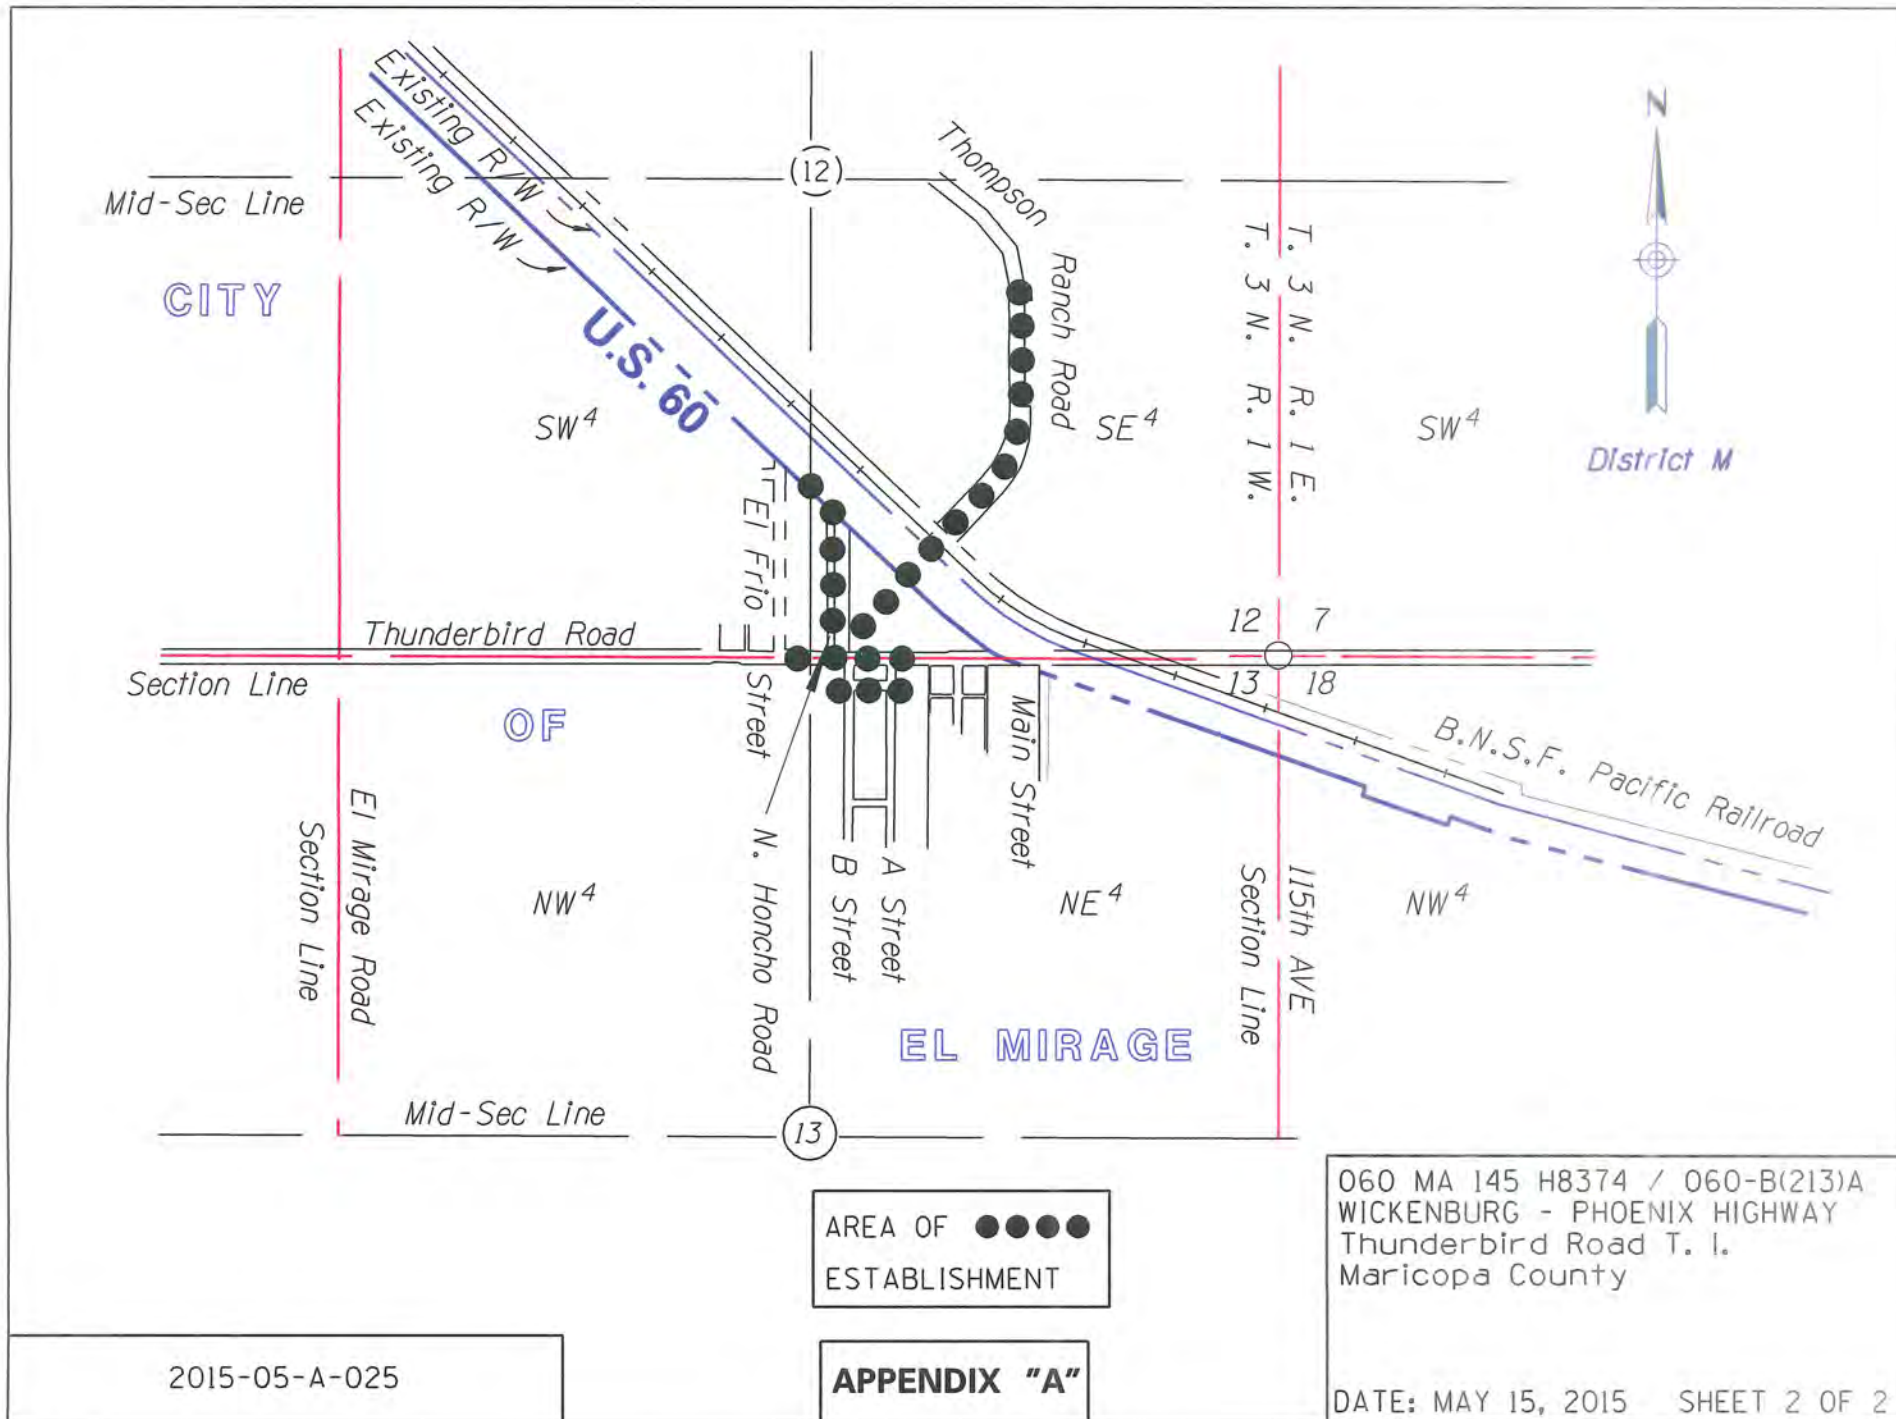 Existing R/W
Existing R/W
Mid-Sec Line
(12)
Thompson
Ranch Road
N
District M
CITY
U.S. 60
SW4
SE4
SW4
T. 3 N. R. 1 W.
T. 3 N. R. 1 E.
El Frio
Street
Thunderbird Road
Section Line
12 7
13 18
OF
Main Street
B.N.S.F. Pacific Railroad
El Mirage Road
Section Line
NW4
N. Honcho Road
B Street
A Street
NE4
115th AVE
Section Line
NW4
EL MIRAGE
Mid-Sec Line
13
AREA OF
ESTABLISHMENT
060 MA 145 H8374 / 060-B(213)A
WICKENBURG - PHOENIX HIGHWAY
Thunderbird Road T. I.
Maricopa County
2015-05-A-025
APPENDIX "A"
DATE: MAY 15, 2015 SHEET 2 OF 2